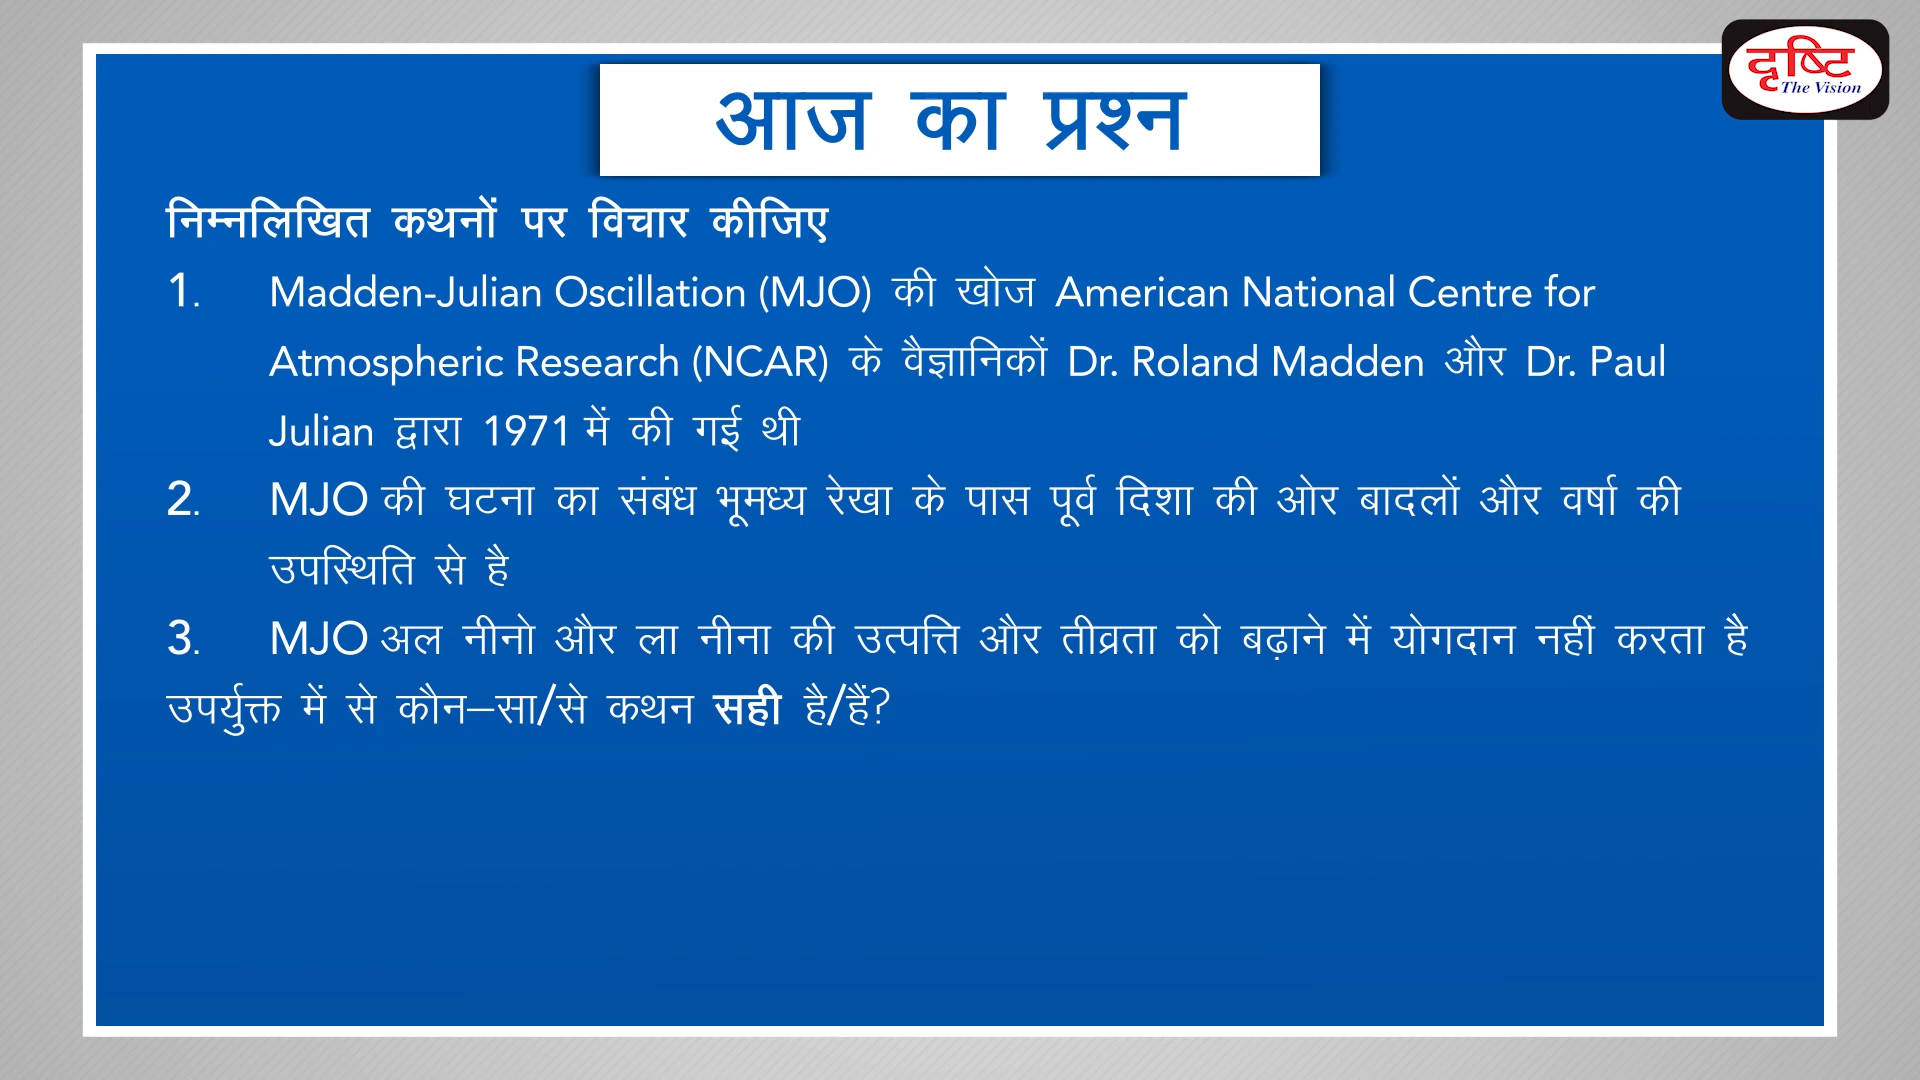 दृष्टि
The Vision
आज का प्रश्न
निम्नलिखित कथनों पर विचार कीजिए
1. Madden-Julian Oscillation (MJO) की खोज American National Centre for
Atmospheric Research (NCAR) के वैज्ञानिकों Dr. Roland Madden और Dr. Paul
Julian द्वारा 1971 में की गई थी
2. MJO की घटना का संबंध भूमध्य रेखा के पास पूर्व दिशा की ओर बादलों और वर्षा की
उपस्थिति से है
3. MJO अल नीनो और ला नीना की उत्पत्ति और तीव्रता को बढ़ाने में योगदान नहीं करता है
उपर्युक्त में से कौन–सा/से कथन सही है/हैं?